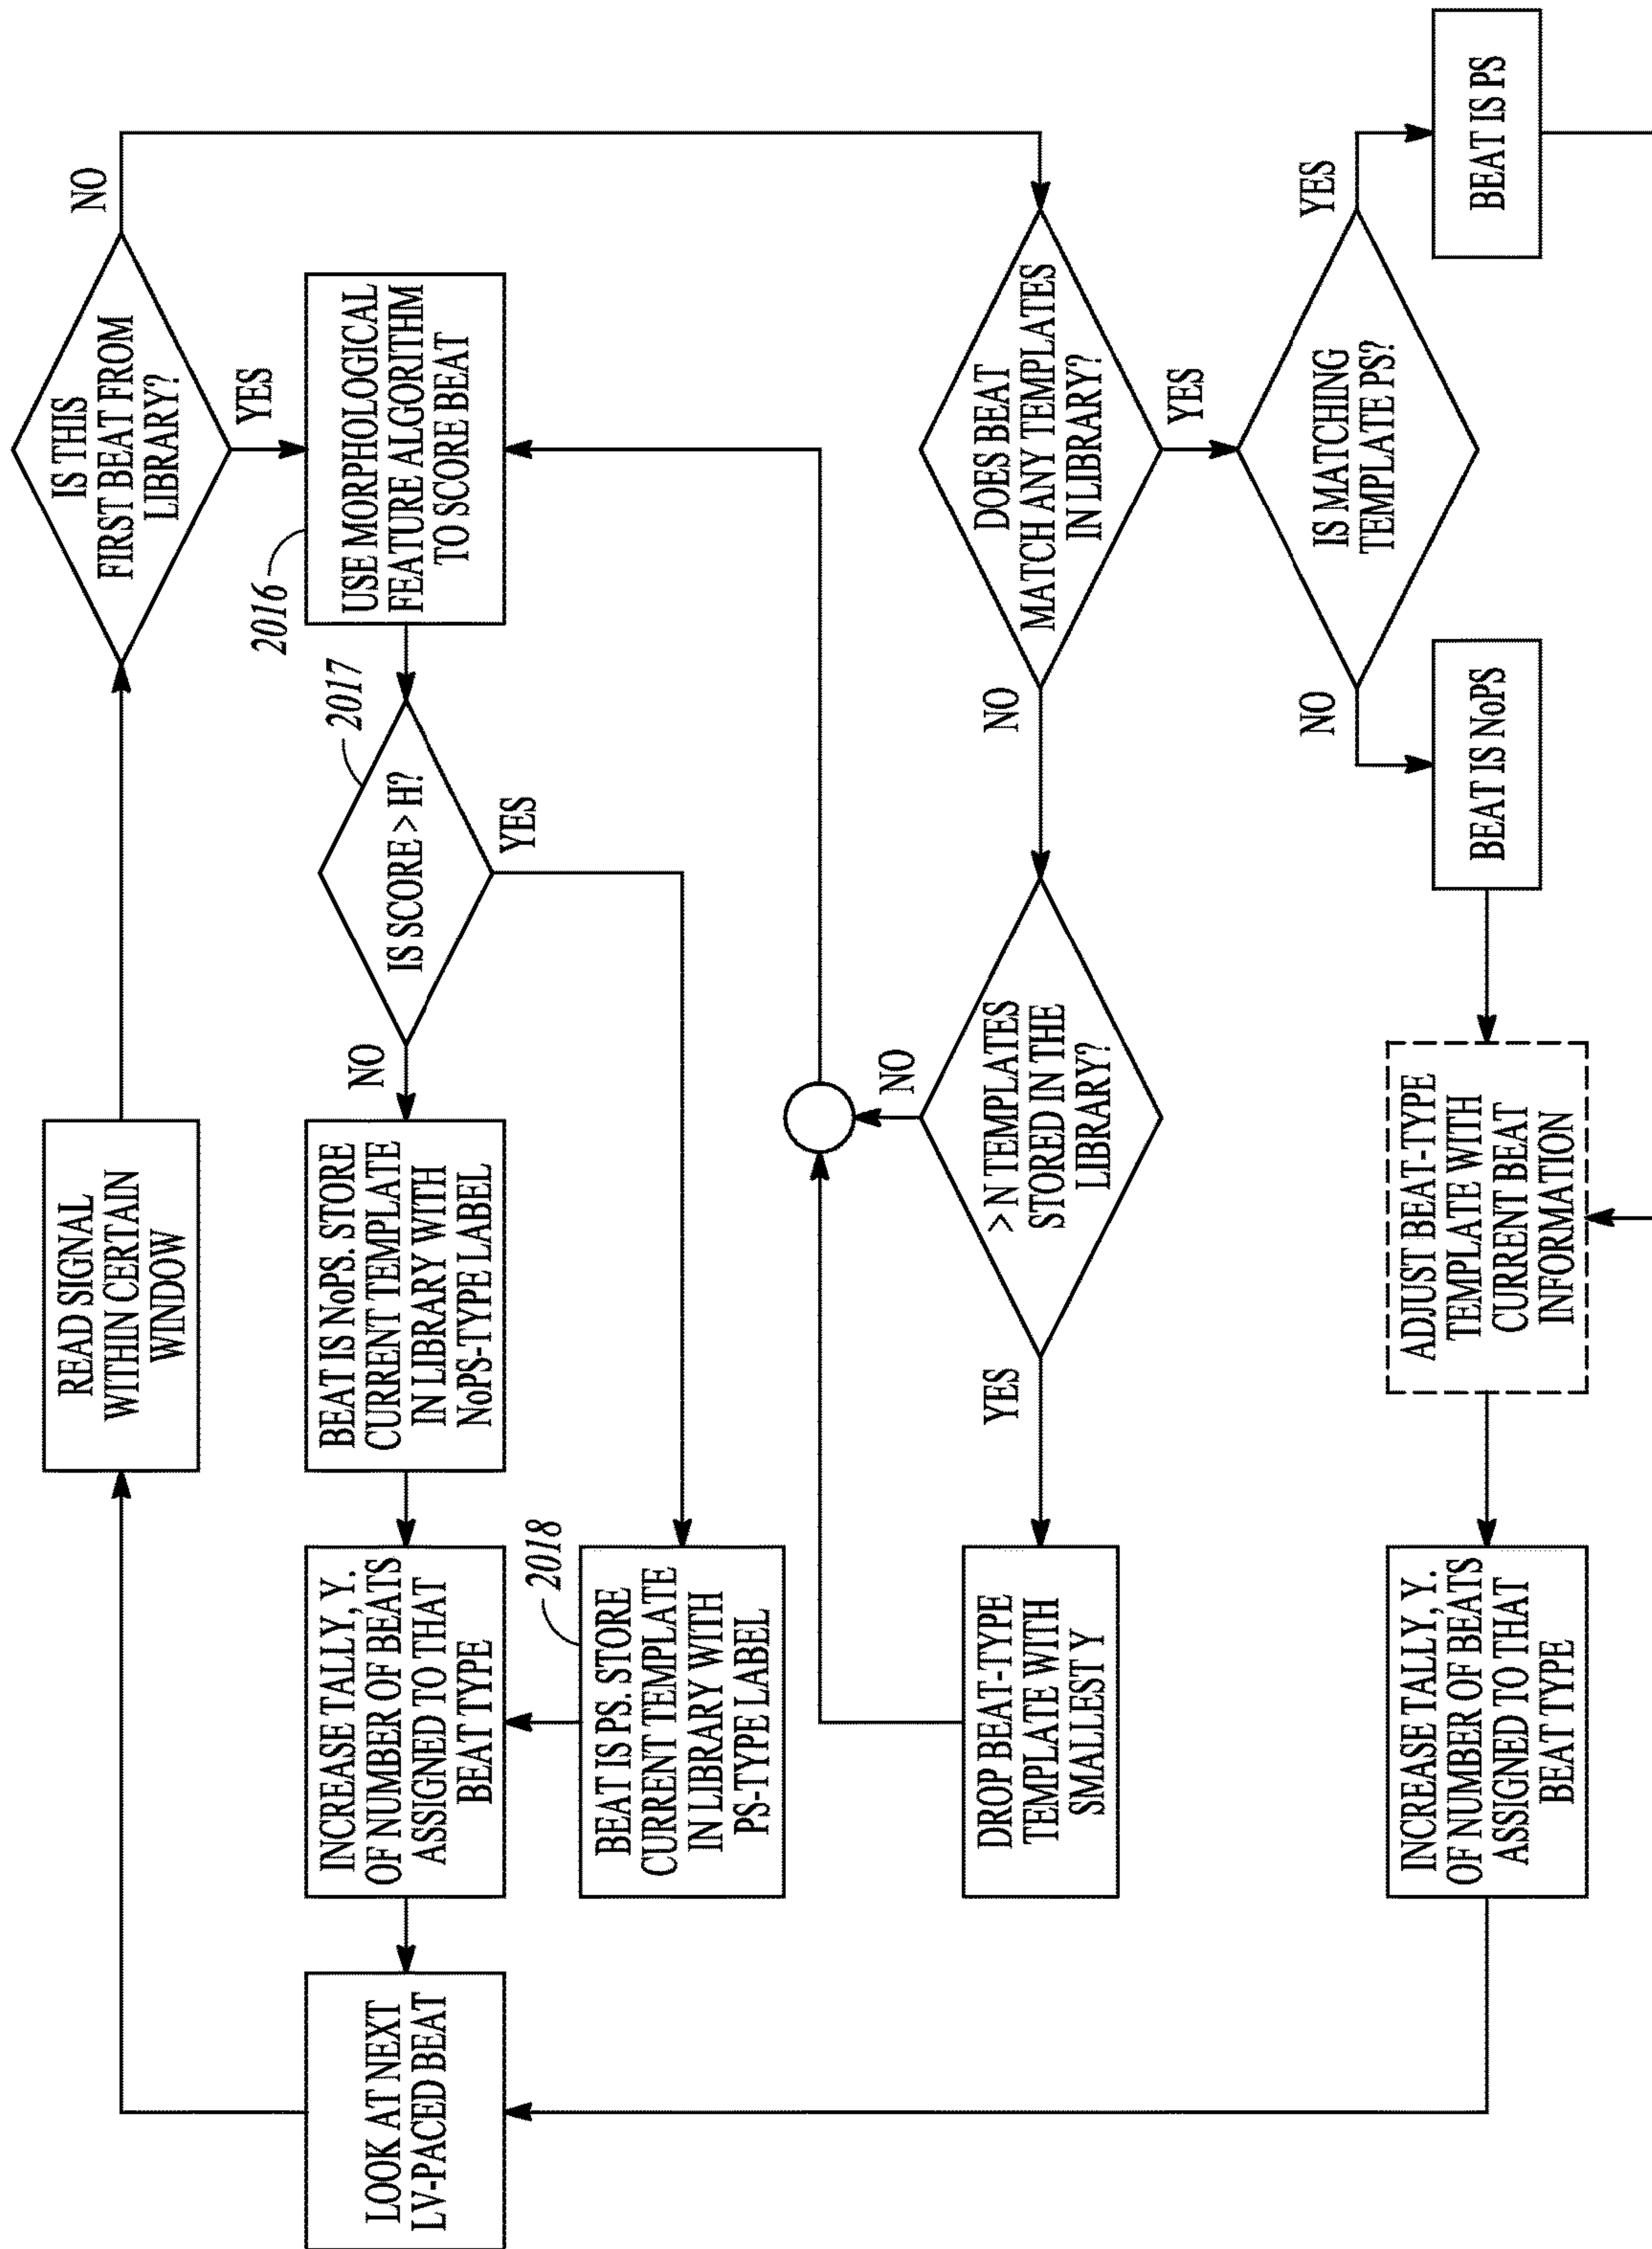 LOOK AT NEXT
LV-PACED BEAT
READ SIGNAL
WITHIN CERTAIN
WINDOW
IS THIS
FIRST BEAT FROM
LIBRARY?
NO
YES
INCREASE TALLY, Y.
OF NUMBER OF BEATS
ASSIGNED TO THAT
BEAT TYPE
BEAT IS NoPS. STORE
CURRENT TEMPLATE
IN LIBRARY WITH
NoPS-TYPE LABEL
NO
IS SCORE > H?
2017
YES
2016
USE MORPHOLOGICAL
FEATURE ALGORITHM
TO SCORE BEAT
2018
BEAT IS PS. STORE
CURRENT TEMPLATE
IN LIBRARY WITH
PS-TYPE LABEL
DROP BEAT-TYPE
TEMPLATE WITH
SMALLEST Y
YES
> N TEMPLATES
STORED IN THE
LIBRARY?
NO
NO
DOES BEAT
MATCH ANY TEMPLATES
IN LIBRARY?
YES
INCREASE TALLY, Y.
OF NUMBER OF BEATS
ASSIGNED TO THAT
BEAT TYPE
ADJUST BEAT-TYPE
TEMPLATE WITH
CURRENT BEAT
INFORMATION
BEAT IS NoPS
NO
IS MATCHING
TEMPLATE PS?
YES
BEAT IS PS